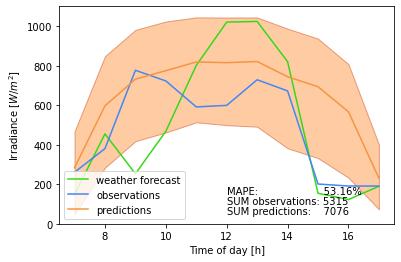 Irradiance [W/m²]
1000
800
600
400
200
0
weather forecast
observations
predictions
MAPE: 53.16%
SUM observations: 5315
SUM predictions: 7076
8 10 12 14 16
Time of day [h]